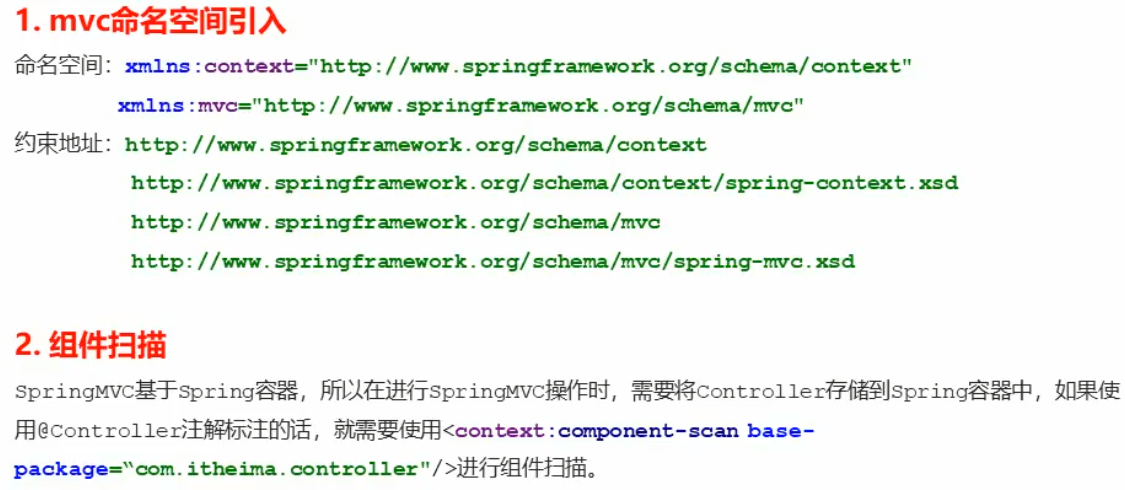 1. mvc命名空间引入
命名空间：xmlns:context="http://www.springframework.org/schema/context"
xmlns:mvc="http://www.springframework.org/schema/mvc"
约束地址：http://www.springframework.org/schema/context
http://www.springframework.org/schema/context/spring-context.xsd
http://www.springframework.org/schema/mvc
http://www.springframework.org/schema/mvc/spring-mvc.xsd
2. 组件扫描
SpringMVC基于Spring容器，所以在进行SpringMVC操作时，需要将Controller存储到Spring容器中，如果使
用@Controller注解标注的话，就需要使用<context:component-scan base-
package=“com.itheima.controller"/>进行组件扫描。